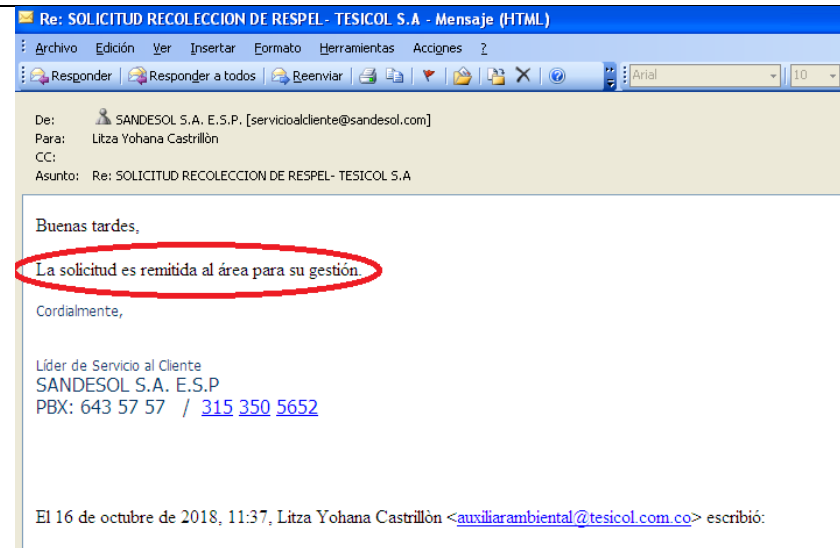 Re: SOLICITUD RECOLECCION DE RESPEL- TESICOL S.A - Mensaje (HTML)
Archivo Edición Ver Insertar Formato Herramientas Acciones ?
Responder Responder a todos Reenviar Arial 10
De: SANDESOL S.A. E.S.P. [servicioalcliente@sandesol.com]
Para: Litza Yohana Castrillòn
CC:
Asunto: Re: SOLICITUD RECOLECCION DE RESPEL- TESICOL S.A
Buenas tardes,
La solicitud es remitida al área para su gestión.
Cordialmente,
Líder de Servicio al Cliente
SANDESOL S.A. E.S.P
PBX: 643 57 57 / 315 350 5652
El 16 de octubre de 2018, 11:37, Litza Yohana Castrillòn <auxiliarambiental@tesicol.com.co> escribió: